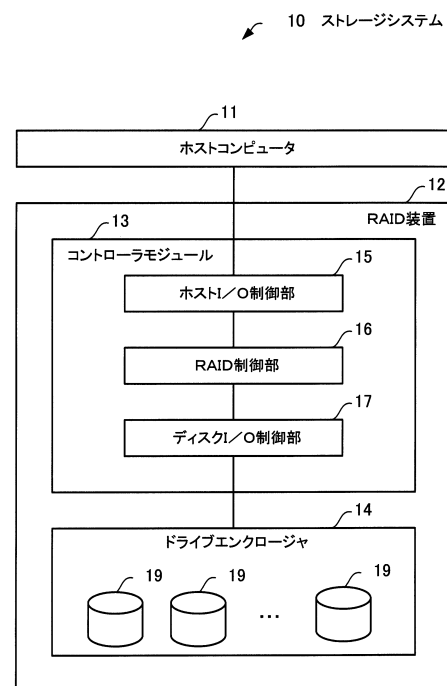 10 ストレージシステム
11
ホストコンピュータ
12
RAID装置
13
コントローラモジュール
15
ホストI/O制御部
16
RAID制御部
17
ディスクI/O制御部
14
ドライブエンクロージャ
19 19 19
…